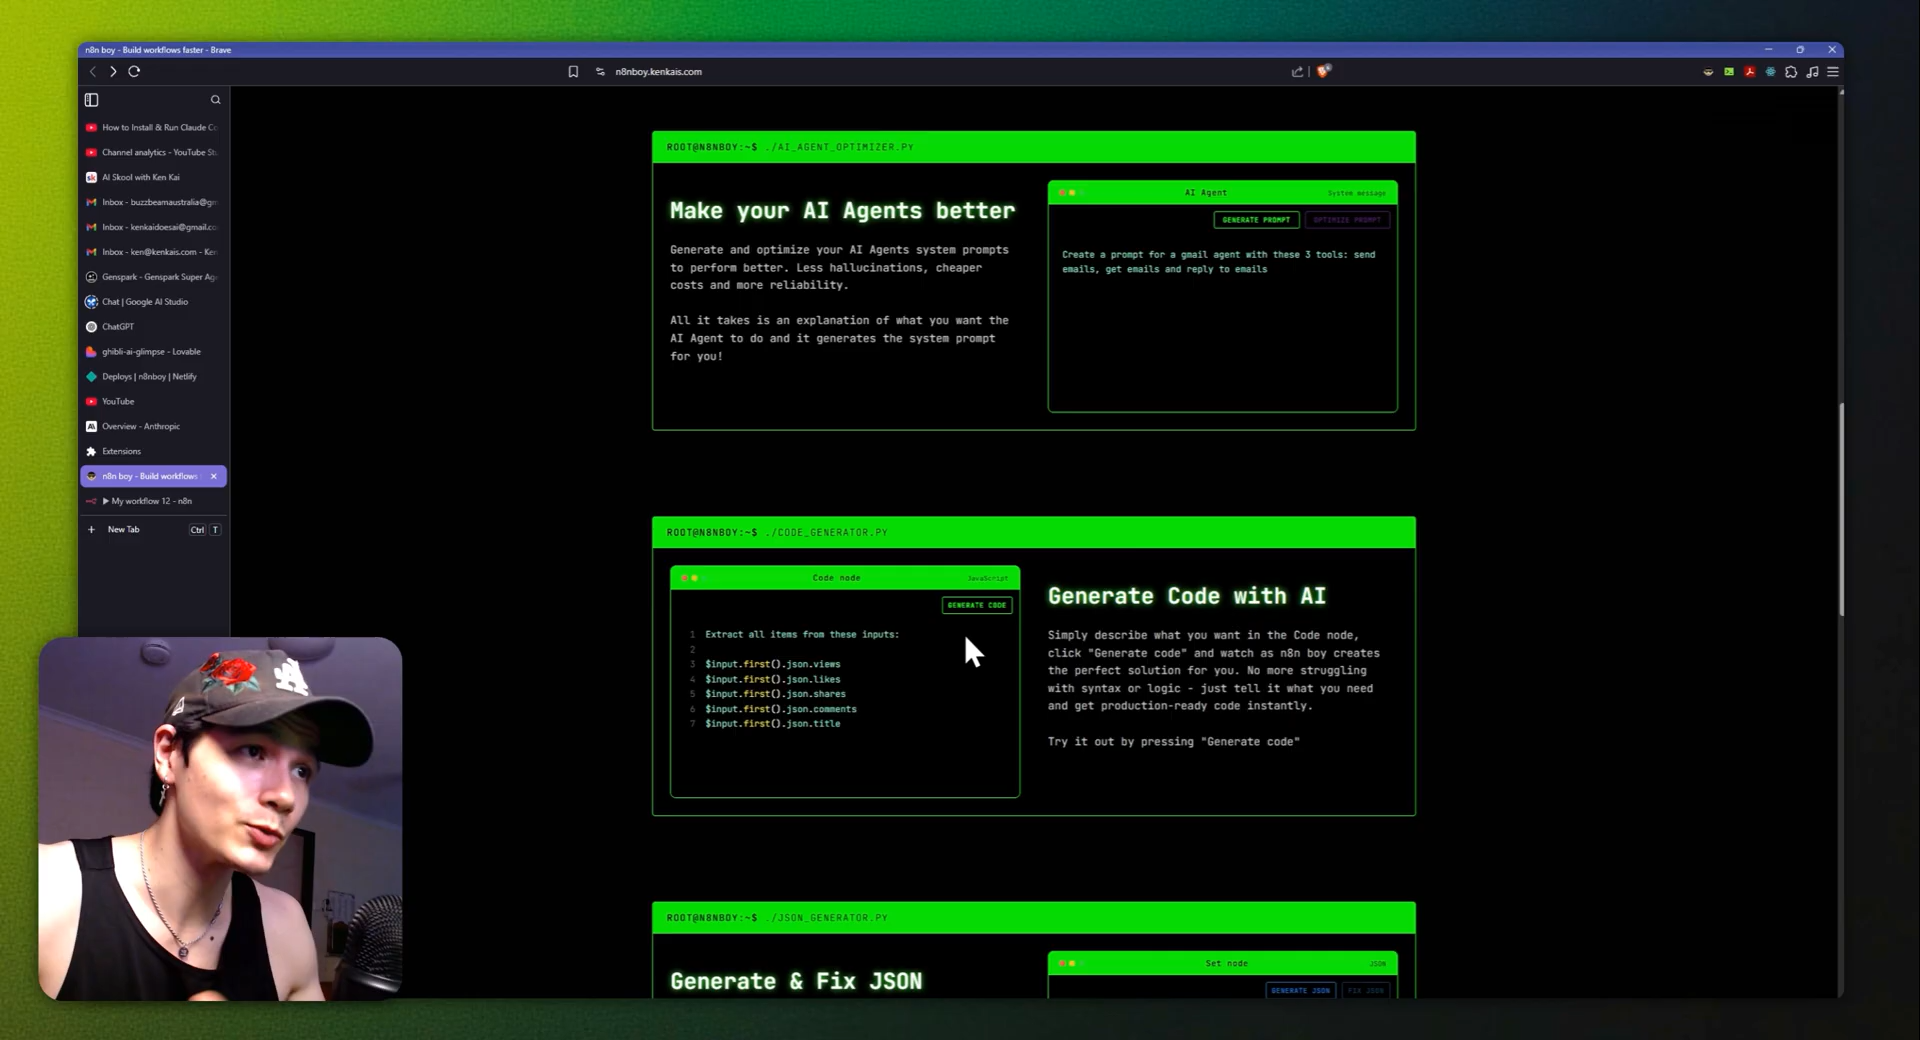 n8n boy - Build workflows faster - Brave
n8nboy.kenkais.com
How to Install & Run Claude Co
Channel analytics - YouTube St
AI Skool with Ken Kai
Inbox - buzzbeamaustralia@gm
Inbox - kenkaidoesai@gmail.co
Inbox - ken@kenkais.com - Ken
Genspark - Genspark Super Age
Chat | Google AI Studio
ChatGPT
ghibli-ai-glimpse - Lovable
Deploys | n8nboy | Netlify
YouTube
Overview - Anthropic
Extensions
n8n boy - Build workflows
My workflow 12 - n8n
New Tab
Ctrl T
ROOT@N8NBOY:~$ ./AI_AGENT_OPTIMIZER.PY
Make your AI Agents better
Generate and optimize your AI Agents system prompts
to perform better. Less hallucinations, cheaper
costs and more reliability.
All it takes is an explanation of what you want the
AI Agent to do and it generates the system prompt
for you!
AI Agent
System message
GENERATE PROMPT
OPTIMIZE PROMPT
Create a prompt for a gmail agent with these 3 tools: send
emails, get emails and reply to emails
ROOT@N8NBOY:~$ ./CODE_GENERATOR.PY
Code node
JavaScript
GENERATE CODE
1 Extract all items from these inputs:
2
3 $input.first().json.views
4 $input.first().json.likes
5 $input.first().json.shares
6 $input.first().json.comments
7 $input.first().json.title
Generate Code with AI
Simply describe what you want in the Code node,
click "Generate code" and watch as n8n boy creates
the perfect solution for you. No more struggling
with syntax or logic - just tell it what you need
and get production-ready code instantly.
Try it out by pressing "Generate code"
ROOT@N8NBOY:~$ ./JSON_GENERATOR.PY
Generate & Fix JSON
Set node
JSON
GENERATE JSON
FIX JSON
LA